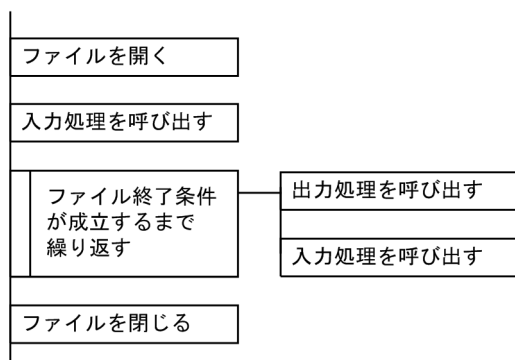 ファイルを開く
入力処理を呼び出す
ファイル終了条件
が成立するまで
繰り返す
出力処理を呼び出す
入力処理を呼び出す
ファイルを閉じる